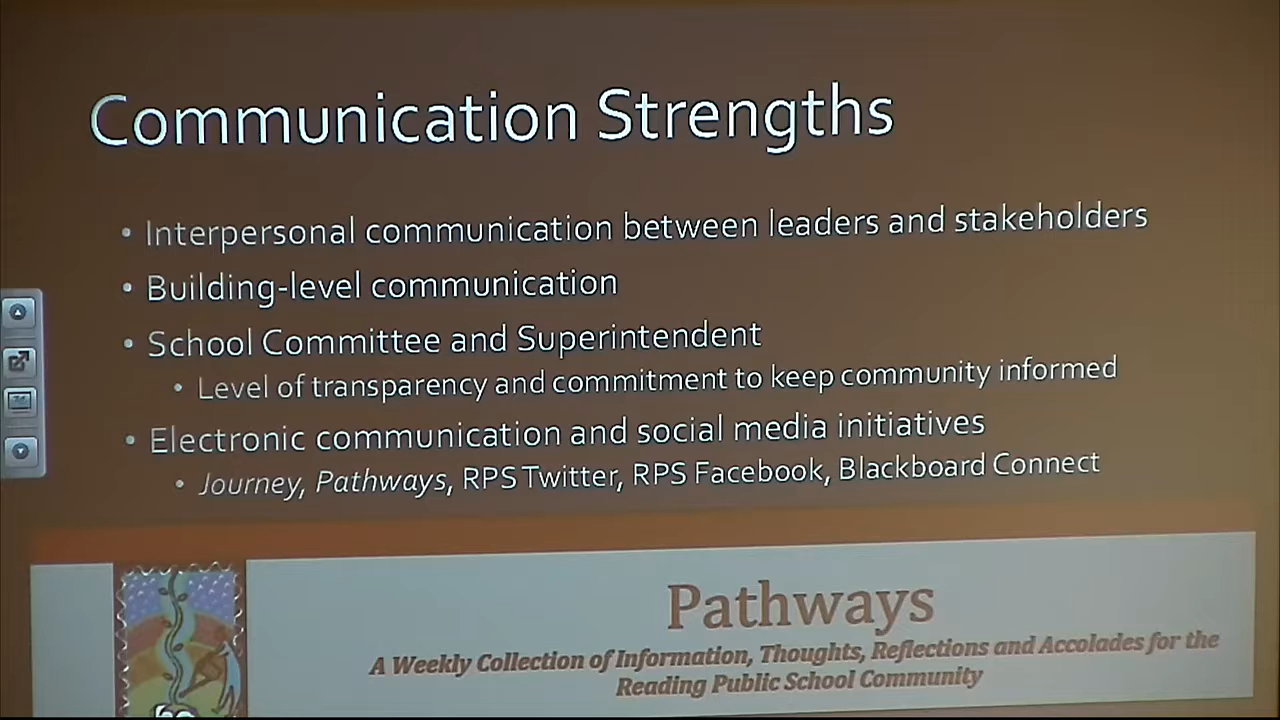 Communication Strengths
• Interpersonal communication between leaders and stakeholders
• Building-level communication
• School Committee and Superintendent
• Level of transparency and commitment to keep community informed
• Electronic communication and social media initiatives
• Journey, Pathways, RPS Twitter, RPS Facebook, Blackboard Connect
Pathways
A Weekly Collection of Information, Thoughts, Reflections and Accolades for the
Reading Public School Community